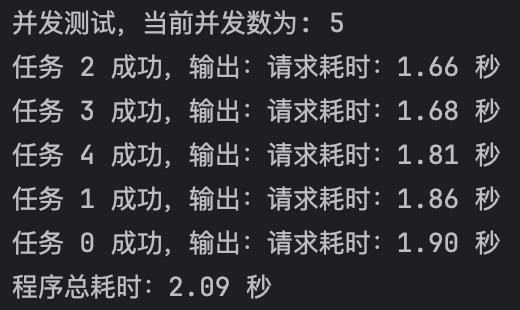 并发测试，当前并发数为: 5
任务 2 成功，输出：请求耗时：1.66 秒
任务 3 成功，输出：请求耗时：1.68 秒
任务 4 成功，输出：请求耗时：1.81 秒
任务 1 成功，输出：请求耗时：1.86 秒
任务 0 成功，输出：请求耗时：1.90 秒
程序总耗时：2.09 秒